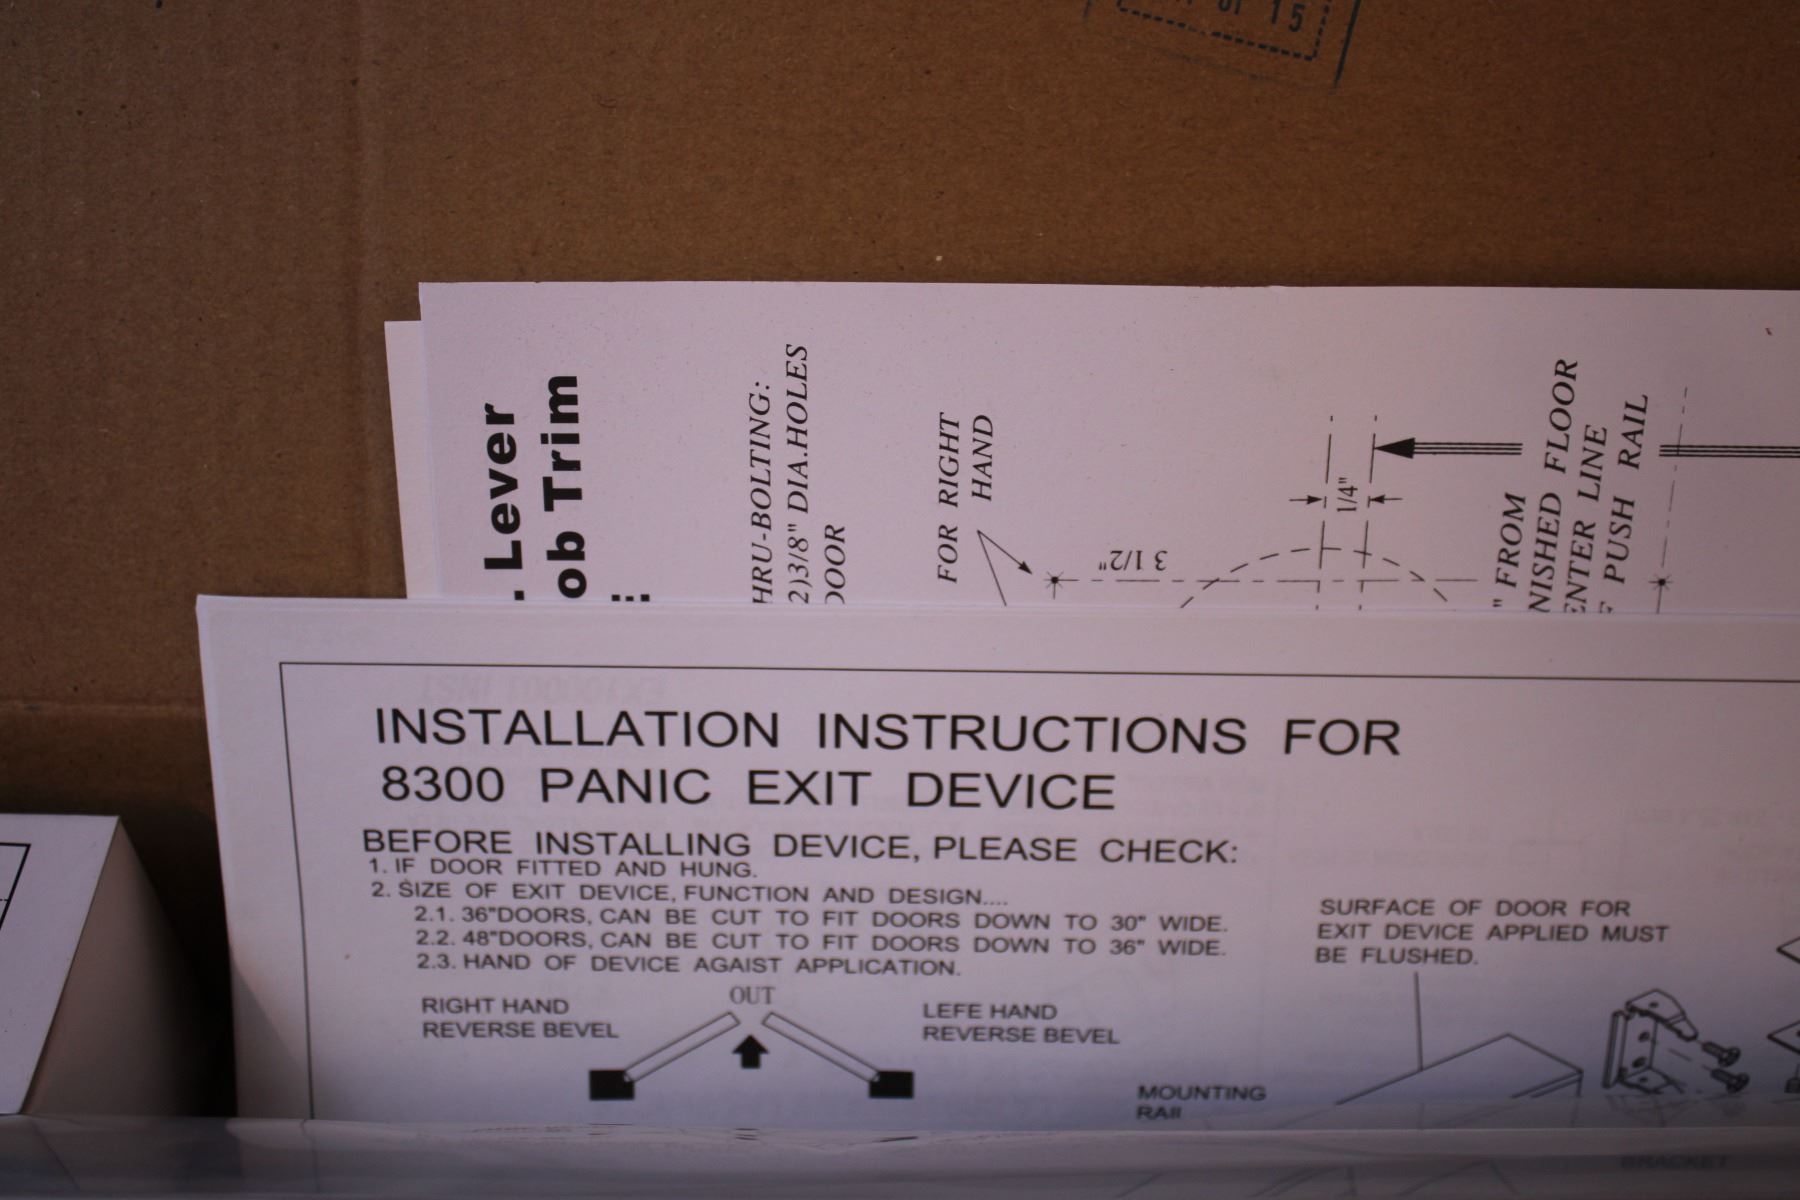 OF 15
Lever
ob Trim
HRU-BOLTING:
2)3/8" DIA.HOLES
DOOR
FOR RIGHT
HAND
3 1/2"
1/4"
" FROM
NISHED FLOOR
ENTER LINE
F PUSH RAIL
INSTALLATION INSTRUCTIONS FOR
8300 PANIC EXIT DEVICE
BEFORE INSTALLING DEVICE, PLEASE CHECK:
1. IF DOOR FITTED AND HUNG.
2. SIZE OF EXIT DEVICE, FUNCTION AND DESIGN....
2.1. 36"DOORS, CAN BE CUT TO FIT DOORS DOWN TO 30" WIDE.
2.2. 48"DOORS, CAN BE CUT TO FIT DOORS DOWN TO 36" WIDE.
2.3. HAND OF DEVICE AGAIST APPLICATION.
SURFACE OF DOOR FOR
EXIT DEVICE APPLIED MUST
BE FLUSHED.
OUT
RIGHT HAND
REVERSE BEVEL
LEFE HAND
REVERSE BEVEL
MOUNTING
RAIL
BRACKET